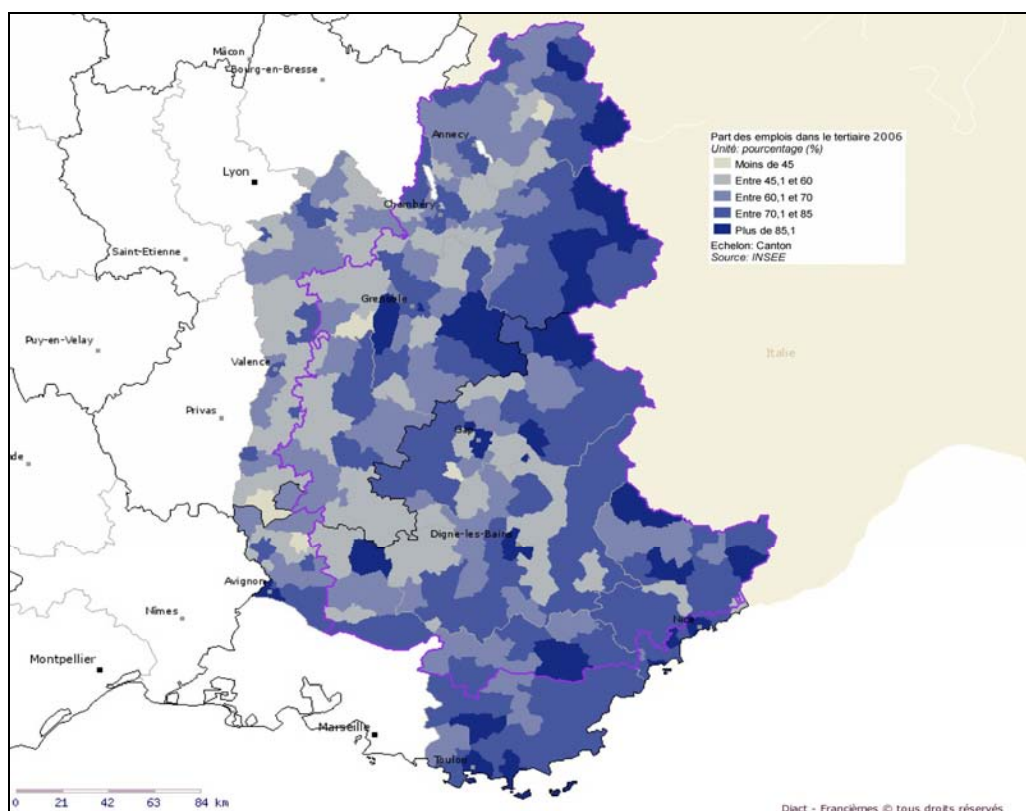 Mâcon
Bourg-en-Bresse
Annecy
Part des emplois dans le tertiaire 2006
Unité: pourcentage (%)
Moins de 45
Entre 45,1 et 60
Entre 60,1 et 70
Entre 70,1 et 85
Plus de 85,1
Echelon: Canton
Source: INSEE
Lyon
Chambéry
Saint-Etienne
Grenoble
Puy-en-Velay
Italie
Valence
Privas
Gap
de
Digne-les-Bains
Avignon
Nîmes
Nice
Montpellier
Marseille
Toulon
0 21 42 63 84 km
Diact - Francièmes © tous droits réservés